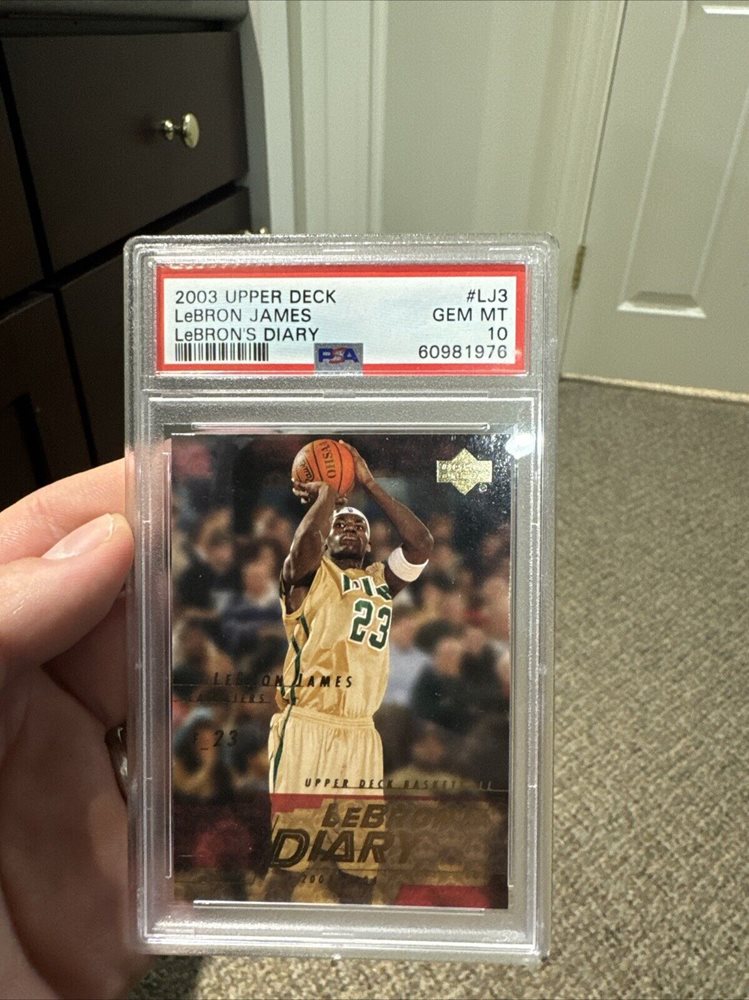 2003 UPPER DECK #LJ3
LeBRON JAMES GEM MT
LeBRON'S DIARY 10
PSA 60981976
23
LEBRON JAMES
23
UPPER DECK BASKETBALL
LEBRON'S
DIARY